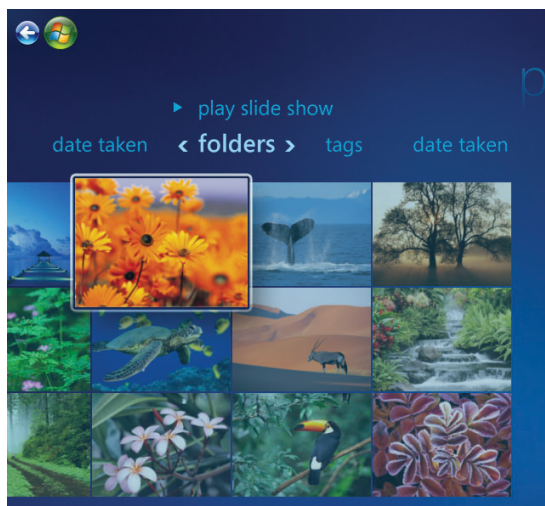 play slide show
date taken ‹ folders › tags date taken